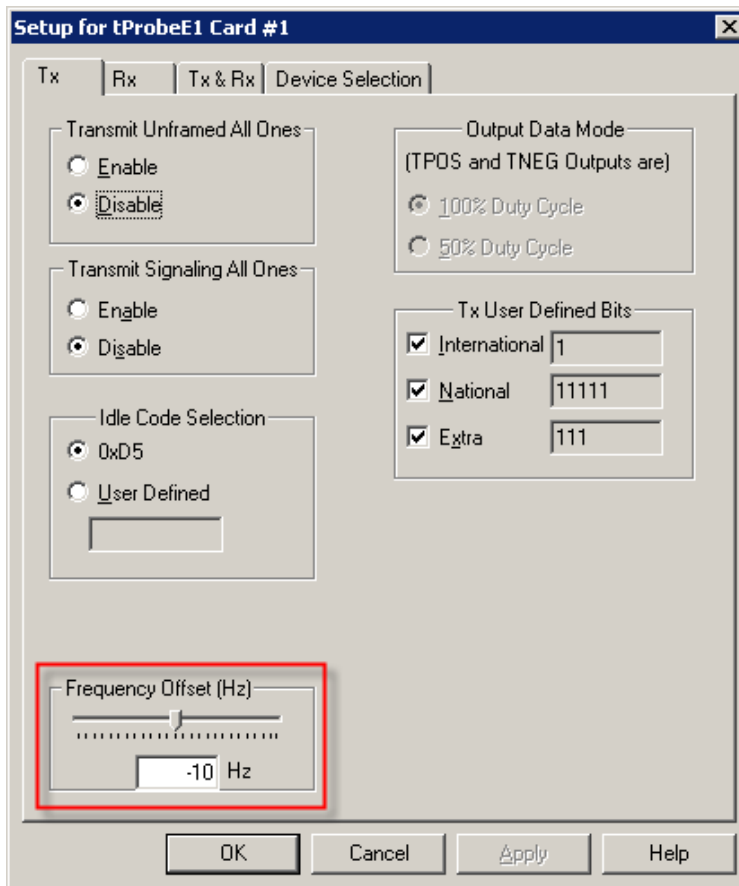 Setup for tProbeE1 Card #1
Tx
Rx
Tx & Rx
Device Selection
Transmit Unframed All Ones
Enable
Disable
Transmit Signaling All Ones
Enable
Disable
Idle Code Selection
0xD5
User Defined
Output Data Mode
(TPOS and TNEG Outputs are)
100% Duty Cycle
50% Duty Cycle
Tx User Defined Bits
International 1
National 11111
Extra 111
Frequency Offset (Hz)
-10 Hz
OK
Cancel
Apply
Help